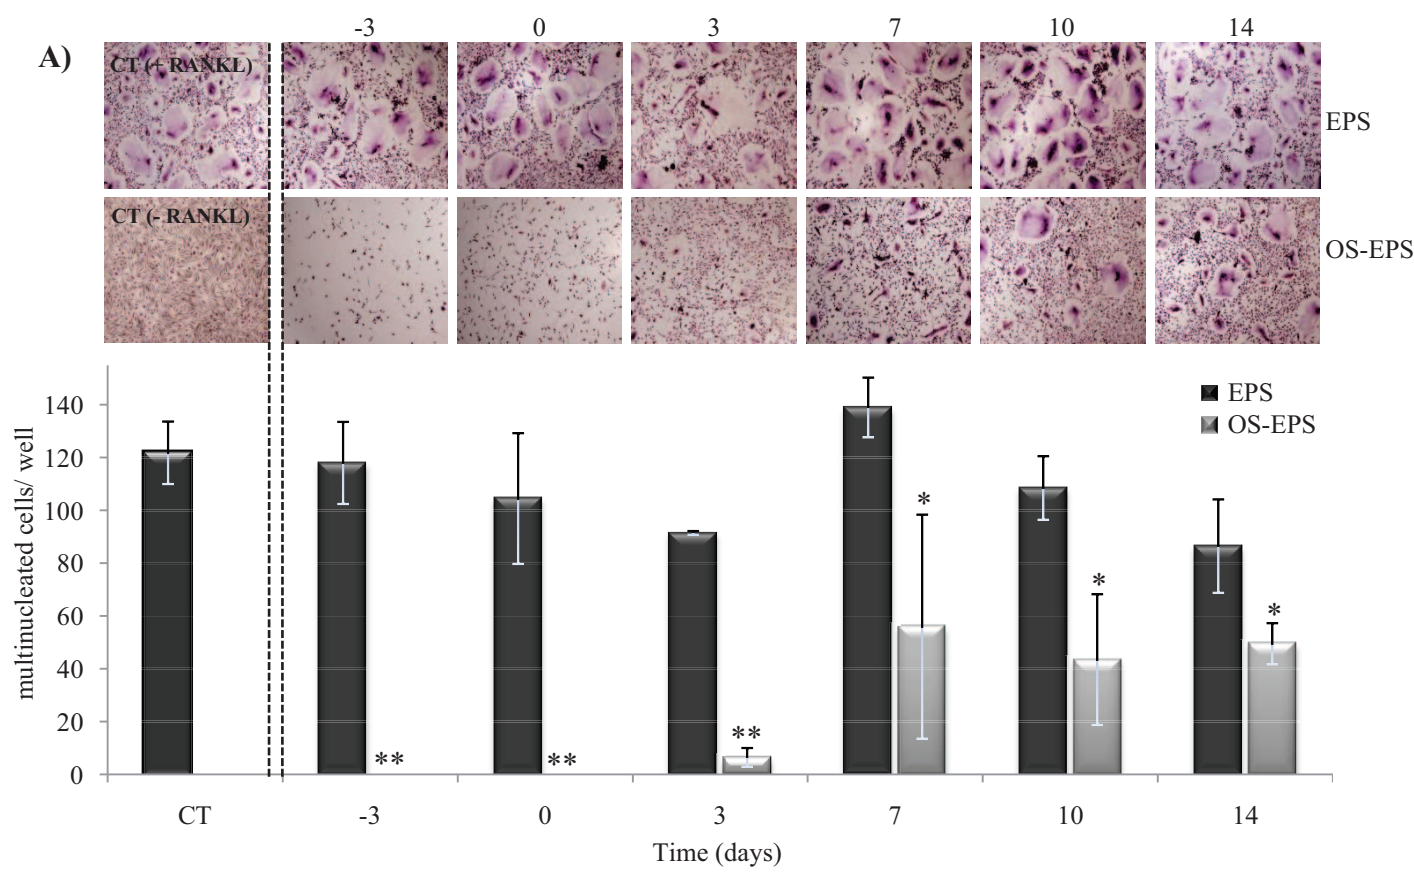 -3 0 3 7 10 14
A)
CT (+ RANKL)
EPS
CT (- RANKL)
OS-EPS
140
120
100
80
60
40
20
0
multinucleated cells/ well
EPS
OS-EPS
*
*
*
**
** **
CT -3 0 3 7 10 14
Time (days)